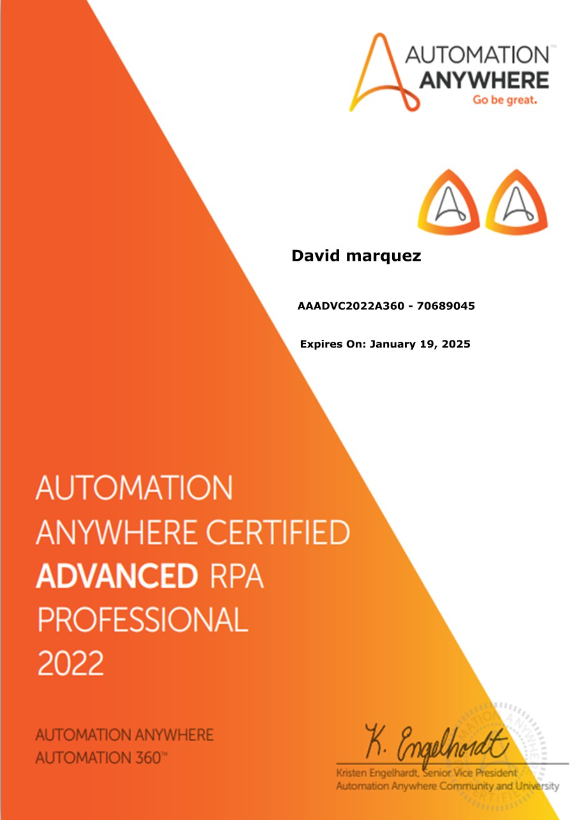 AUTOMATION
ANYWHERE
Go be great.
David marquez
AAADVC2022A360 - 70689045
Expires On: January 19, 2025
AUTOMATION
ANYWHERE CERTIFIED
ADVANCED RPA
PROFESSIONAL
2022
AUTOMATION ANYWHERE
AUTOMATION 360™
K. Engelhardt
Kristen Engelhardt, Senior Vice President
Automation Anywhere Community and University